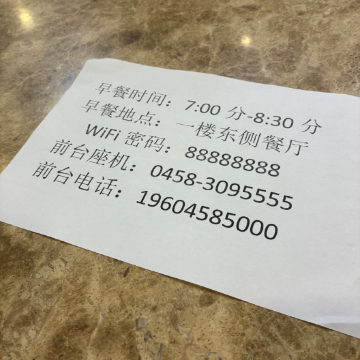 早餐时间：7:00 分-8:30 分
早餐地点：一楼东侧餐厅
WiFi 密码：88888888
前台座机：0458-3095555
前台电话：19604585000